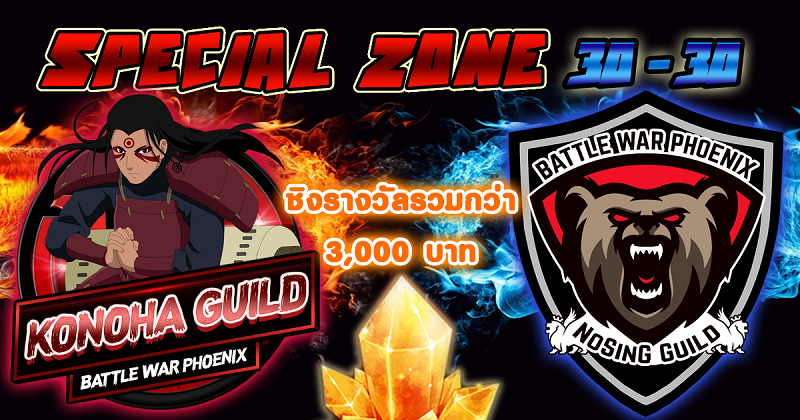 SPECIAL ZONE 30-30
ชิงรางวัลรวมกว่า
3,000 บาท
KONOHA GUILD
BATTLE WAR PHOENIX
BATTLE WAR PHOENIX
NOSING GUILD